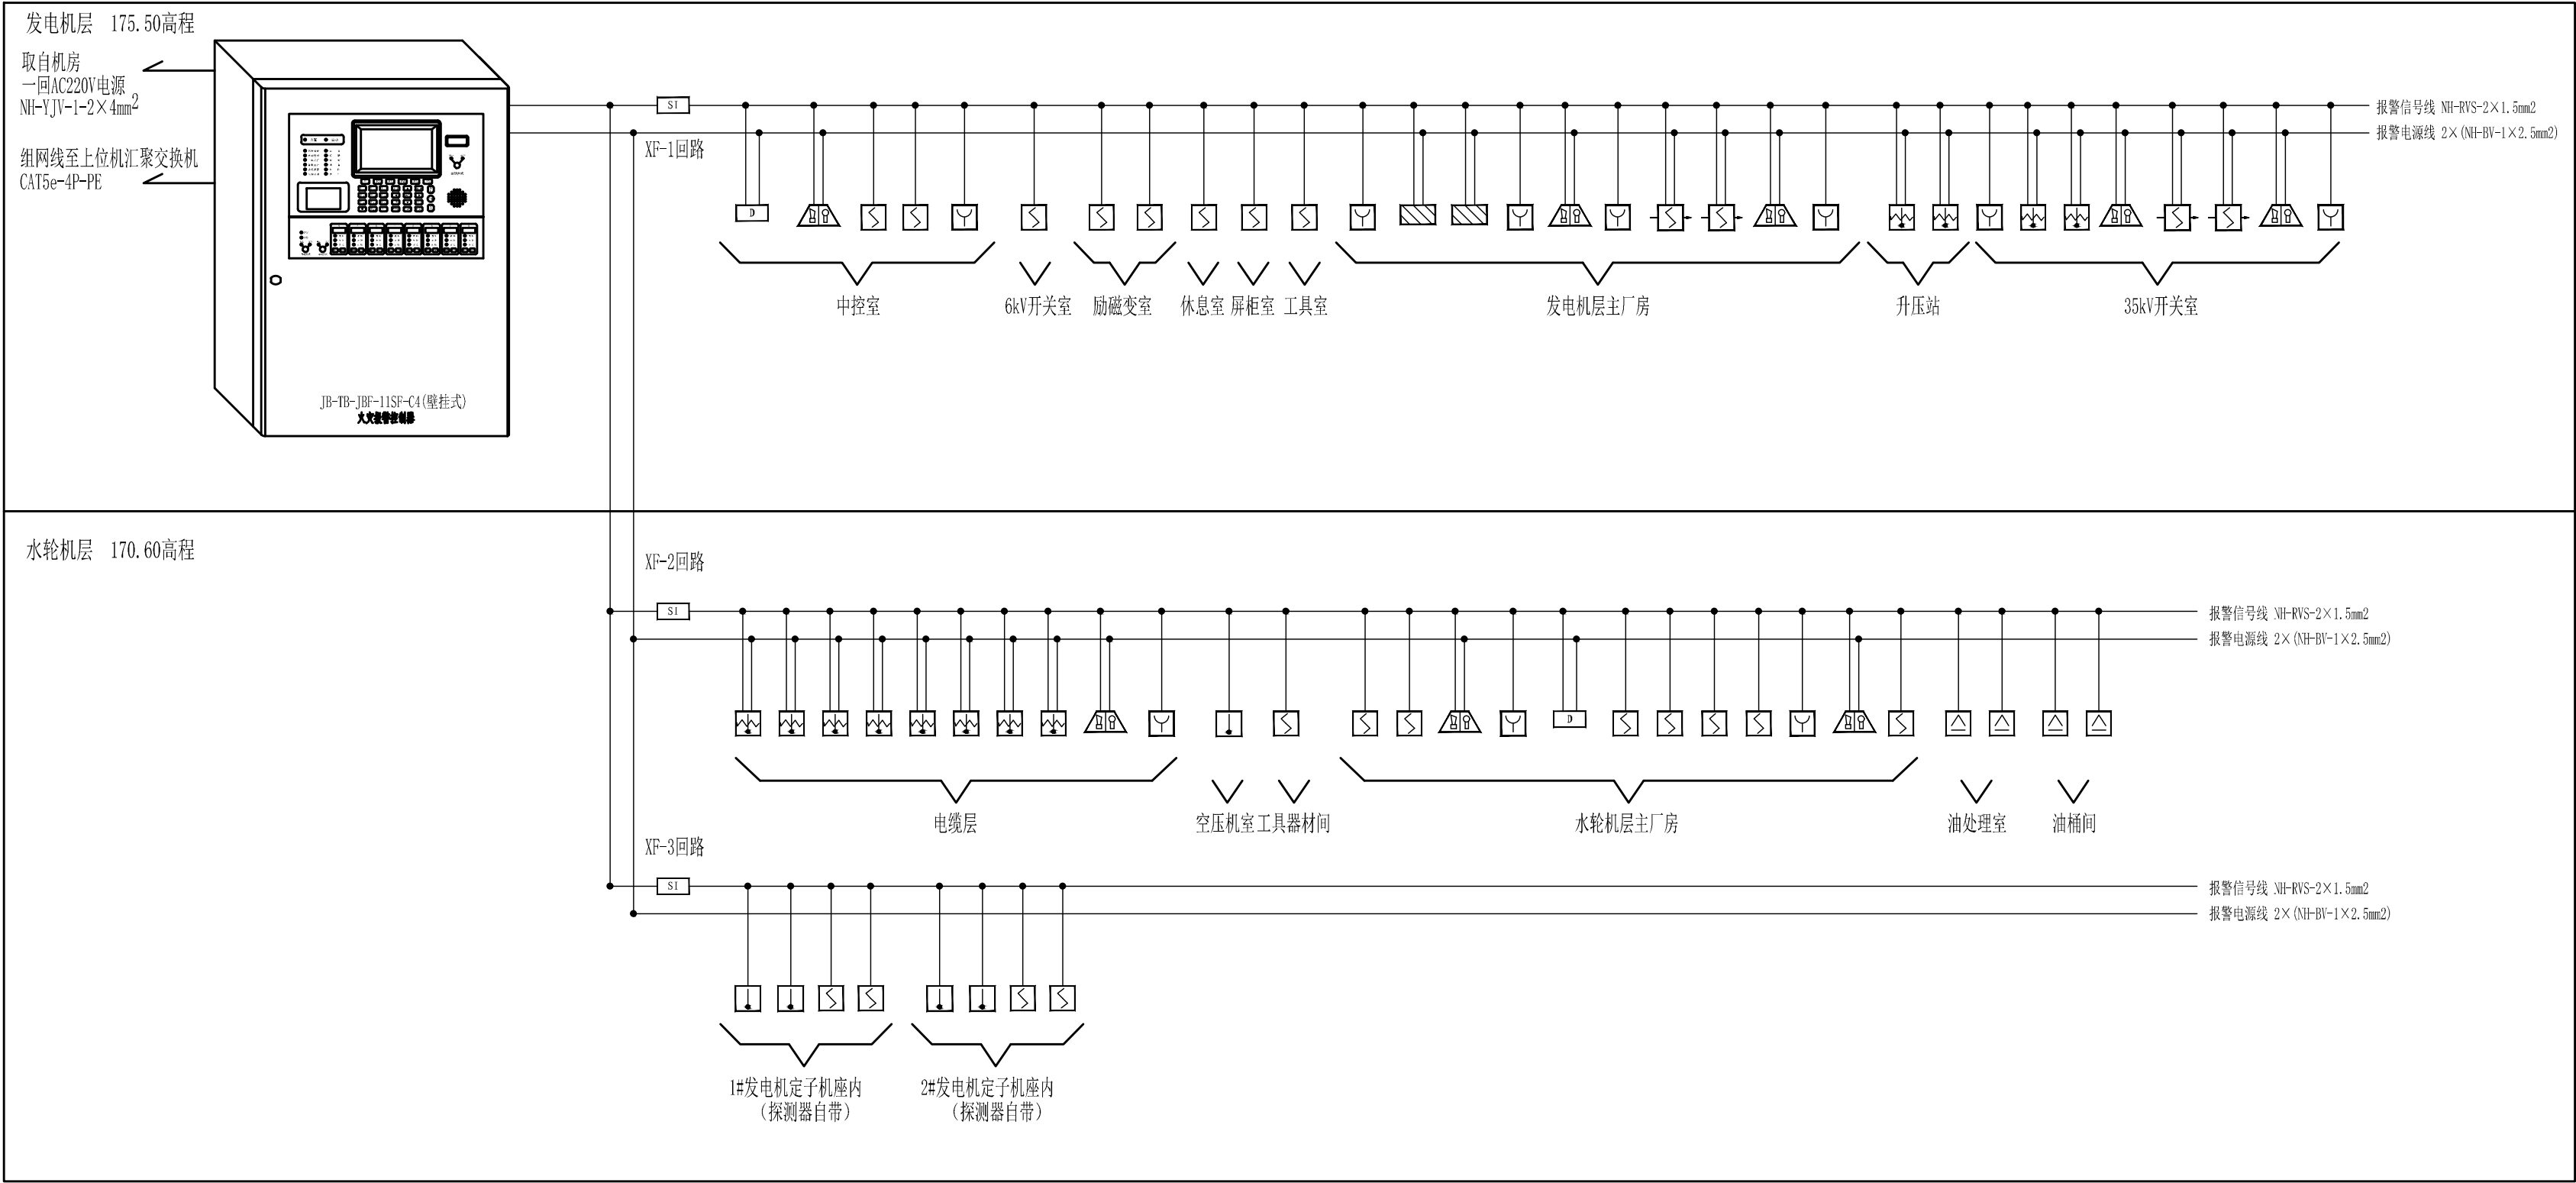 发电机层 175.50高程
取自机房
一回AC220V电源
NH-YJV-1-2×4mm2
组网线至上位机汇聚交换机
CAT5e-4P-PE
JB-TB-JBF-11SF-C4(壁挂式)
火灾报警控制器
SI
XF-1回路
报警信号线 NH-RVS-2×1.5mm2
报警电源线 2×(NH-BV-1×2.5mm2)
D
中控室
6kV开关室
励磁变室
休息室
屏柜室
工具室
发电机层主厂房
升压站
35kV开关室
水轮机层 170.60高程
XF-2回路
SI
报警信号线 NH-RVS-2×1.5mm2
报警电源线 2×(NH-BV-1×2.5mm2)
D
电缆层
空压机室
工具器材间
水轮机层主厂房
油处理室
油桶间
XF-3回路
SI
报警信号线 NH-RVS-2×1.5mm2
报警电源线 2×(NH-BV-1×2.5mm2)
1#发电机定子机座内
(探测器自带)
2#发电机定子机座内
(探测器自带)